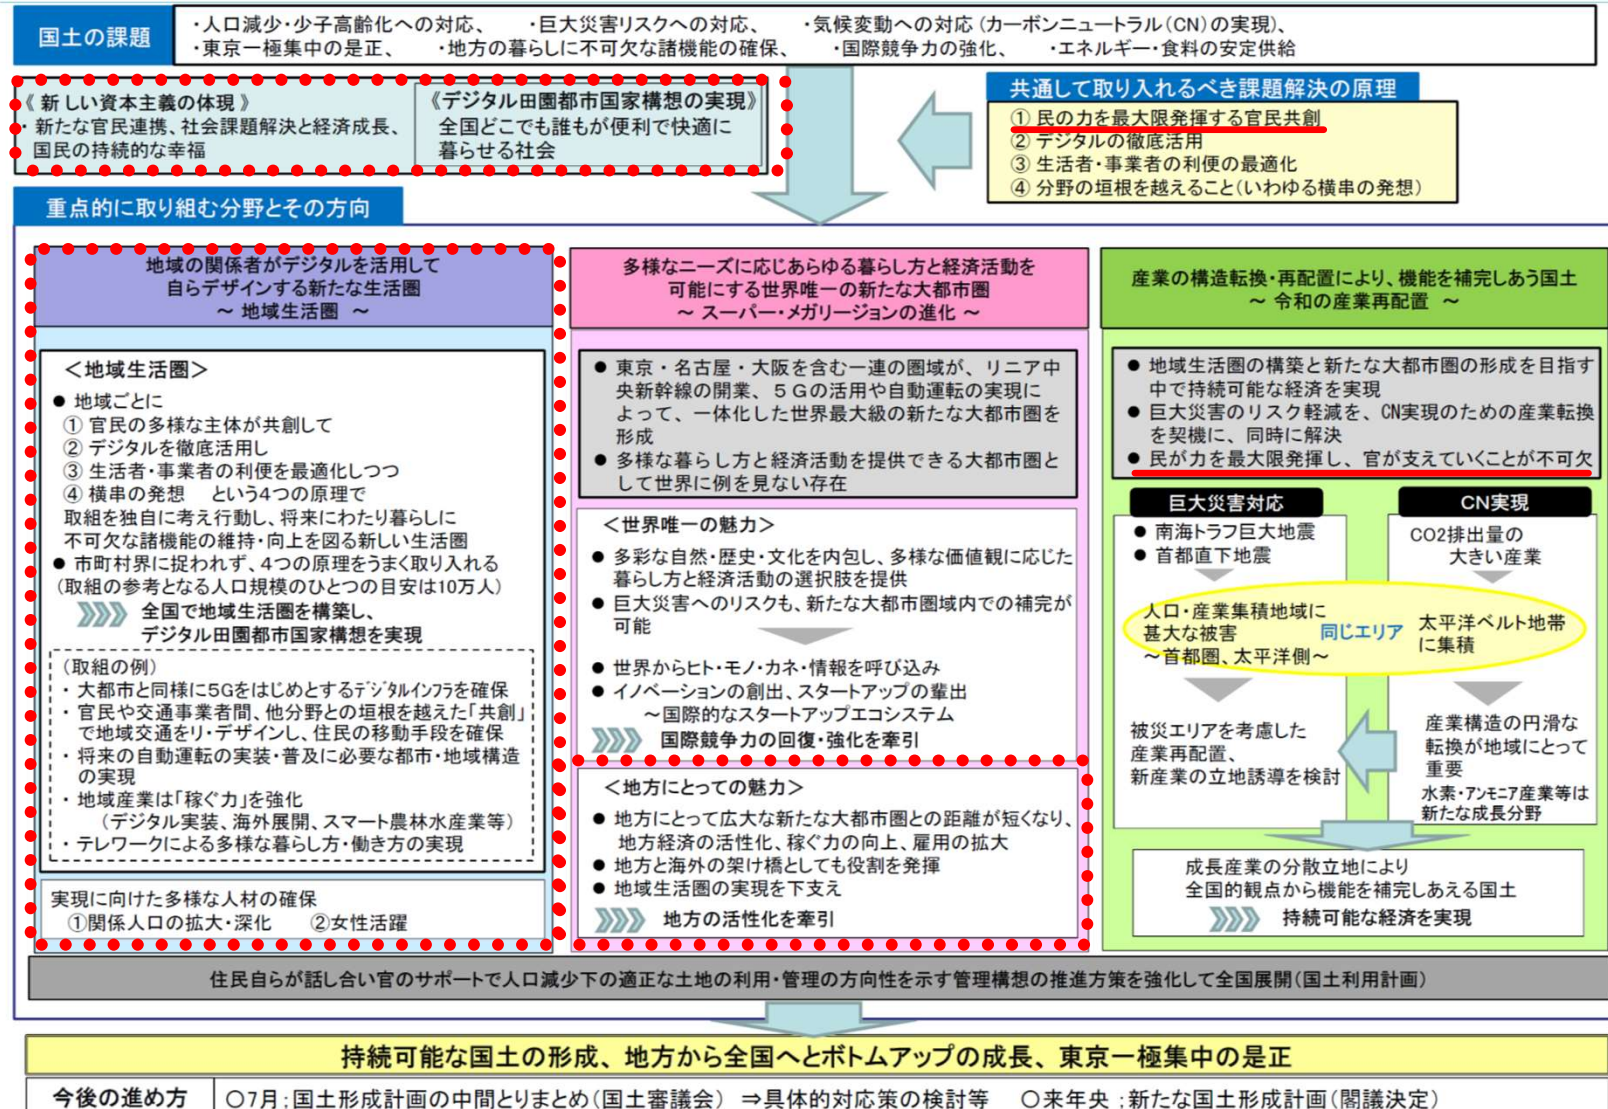 国土の課題
・人口減少・少子高齢化への対応、　・巨大災害リスクへの対応、　・気候変動への対応（カーボンニュートラル（CN）の実現）、
・東京一極集中の是正、　・地方の暮らしに不可欠な諸機能の確保、　・国際競争力の強化、　・エネルギー・食料の安定供給
《 新しい資本主義の体現 》
・新たな官民連携、社会課題解決と経済成長、
国民の持続的な幸福
《デジタル田園都市国家構想の実現》
全国どこでも誰もが便利で快適に
暮らせる社会
共通して取り入れるべき課題解決の原理
① 民の力を最大限発揮する官民共創
② デジタルの徹底活用
③ 生活者・事業者の利便の最適化
④ 分野の垣根を越えること（いわゆる横串の発想）
重点的に取り組む分野とその方向
地域の関係者がデジタルを活用して
自らデザインする新たな生活圏
～ 地域生活圏 ～
＜地域生活圏＞
● 地域ごとに
① 官民の多様な主体が共創して
② デジタルを徹底活用し
③ 生活者・事業者の利便を最適化しつつ
④ 横串の発想　という4つの原理で
取組を独自に考え行動し、将来にわたり暮らしに
不可欠な諸機能の維持・向上を図る新しい生活圏
● 市町村界に捉われず、4つの原理をうまく取り入れる
（取組の参考となる人口規模のひとつの目安は10万人）
全国で地域生活圏を構築し、
デジタル田園都市国家構想を実現
（取組の例）
・大都市と同様に5Gをはじめとするデジタルインフラを確保
・官民や交通事業者間、他分野との垣根を越えた「共創」
で地域交通をリ・デザインし、住民の移動手段を確保
・将来の自動運転の実装・普及に必要な都市・地域構造
の実現
・地域産業は「稼ぐ力」を強化
（デジタル実装、海外展開、スマート農林水産業等）
・テレワークによる多様な暮らし方・働き方の実現
実現に向けた多様な人材の確保
①関係人口の拡大・深化　　②女性活躍
多様なニーズに応じあらゆる暮らし方と経済活動を
可能にする世界唯一の新たな大都市圏
～ スーパー・メガリージョンの進化 ～
● 東京・名古屋・大阪を含む一連の圏域が、リニア中
央新幹線の開業、５Ｇの活用や自動運転の実現に
よって、一体化した世界最大級の新たな大都市圏を
形成
● 多様な暮らし方と経済活動を提供できる大都市圏と
して世界に例を見ない存在
＜世界唯一の魅力＞
● 多彩な自然・歴史・文化を内包し、多様な価値観に応じた
暮らし方と経済活動の選択肢を提供
● 巨大災害へのリスクも、新たな大都市圏域内での補完が
可能
● 世界からヒト・モノ・カネ・情報を呼び込み
● イノベーションの創出、スタートアップの輩出
～国際的なスタートアップエコシステム
国際競争力の回復・強化を牽引
＜地方にとっての魅力＞
● 地方にとって広大な新たな大都市圏との距離が短くなり、
地方経済の活性化、稼ぐ力の向上、雇用の拡大
● 地方と海外の架け橋としても役割を発揮
● 地域生活圏の実現を下支え
地方の活性化を牽引
産業の構造転換・再配置により、機能を補完しあう国土
～ 令和の産業再配置 ～
● 地域生活圏の構築と新たな大都市圏の形成を目指す
中で持続可能な経済を実現
● 巨大災害のリスク軽減を、CN実現のための産業転換
を契機に、同時に解決
● 民が力を最大限発揮し、官が支えていくことが不可欠
巨大災害対応
● 南海トラフ巨大地震
● 首都直下地震
CN実現
CO2排出量の
大きい産業
人口・産業集積地域に
甚大な被害
～首都圏、太平洋側～
同じエリア
太平洋ベルト地帯
に集積
被災エリアを考慮した
産業再配置、
新産業の立地誘導を検討
産業構造の円滑な
転換が地域にとって
重要
水素・アンモニア産業等は
新たな成長分野
成長産業の分散立地により
全国的観点から機能を補完しあえる国土
持続可能な経済を実現
住民自らが話し合い官のサポートで人口減少下の適正な土地の利用・管理の方向性を示す管理構想の推進方策を強化して全国展開（国土利用計画）
持続可能な国土の形成、地方から全国へとボトムアップの成長、東京一極集中の是正
今後の進め方
○7月；国土形成計画の中間とりまとめ（国土審議会）　⇒具体的対応策の検討等　○来年央；新たな国土形成計画（閣議決定）